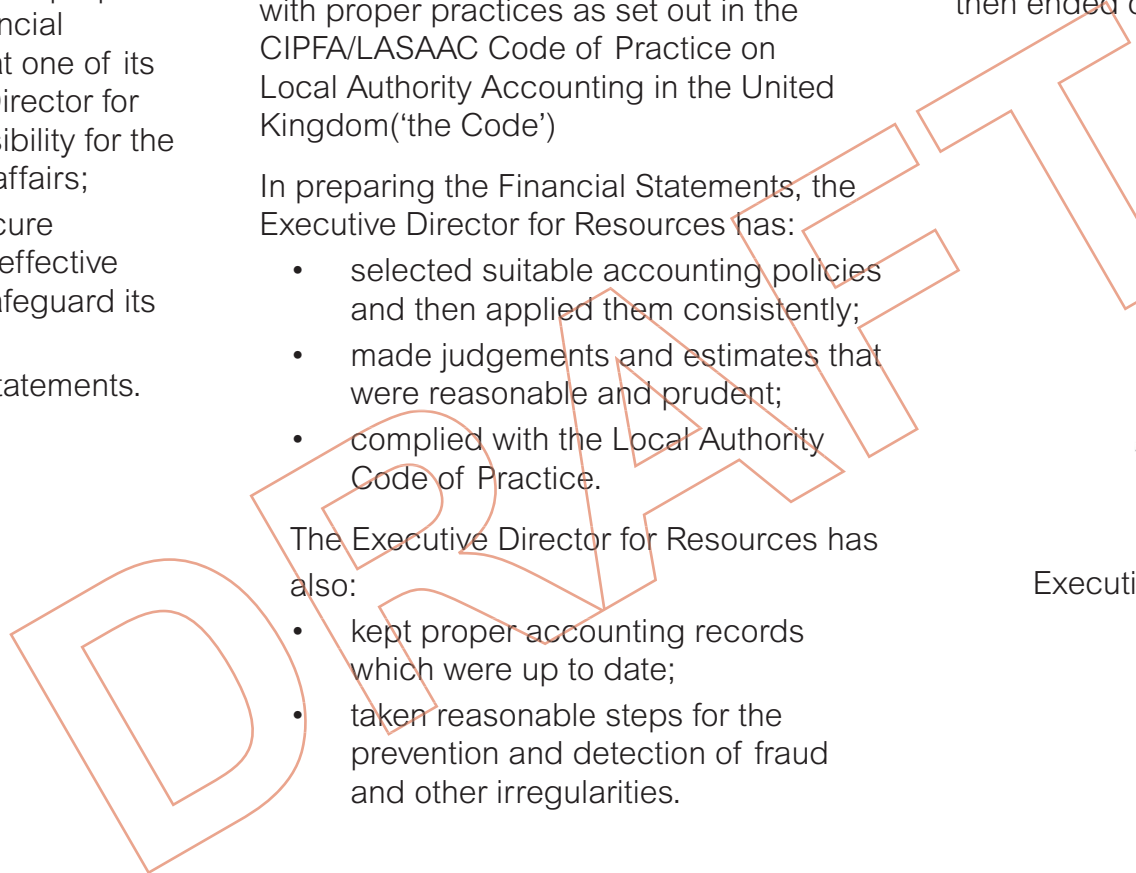 ncial
at one of its
Director for
sibility for the
affairs;
cure
effective
afeguard its
tatements.
with proper practices as set out in the
CIPFA/LASAAC Code of Practice on
Local Authority Accounting in the United
Kingdom(‘the Code’)
In preparing the Financial Statements, the
Executive Director for Resources has:
• selected suitable accounting policies
and then applied them consistently;
• made judgements and estimates that
were reasonable and prudent;
• complied with the Local Authority
Code of Practice.
The Executive Director for Resources has
also:
• kept proper accounting records
which were up to date;
• taken reasonable steps for the
prevention and detection of fraud
and other irregularities.
then ended
Executi
DRAFT